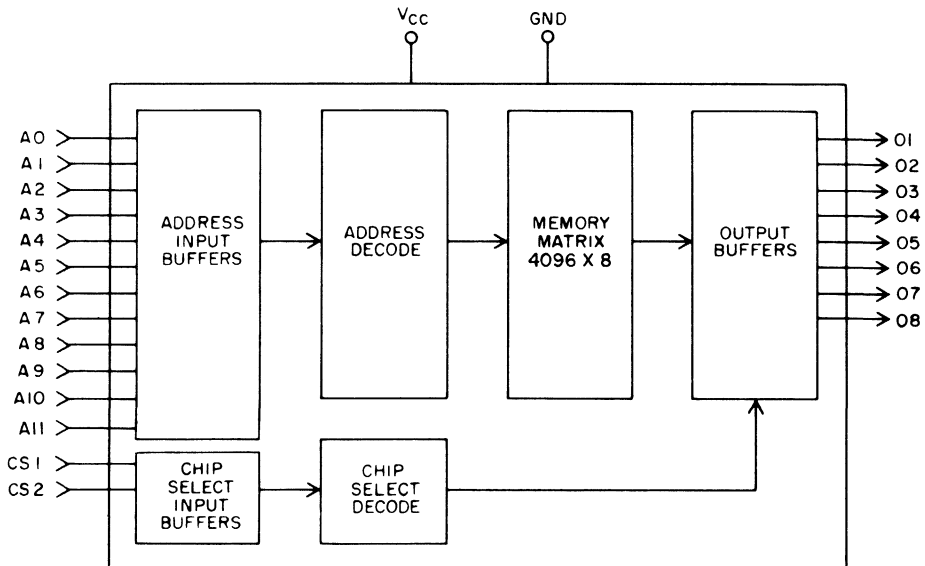 VCC
GND
A0
A1
A2
A3
A4
A5
A6
A7
A8
A9
A10
A11
CS1
CS2
ADDRESS
INPUT
BUFFERS
ADDRESS
DECODE
MEMORY
MATRIX
4096 X 8
OUTPUT
BUFFERS
O1
O2
O3
O4
O5
O6
O7
O8
CHIP
SELECT
INPUT
BUFFERS
CHIP
SELECT
DECODE